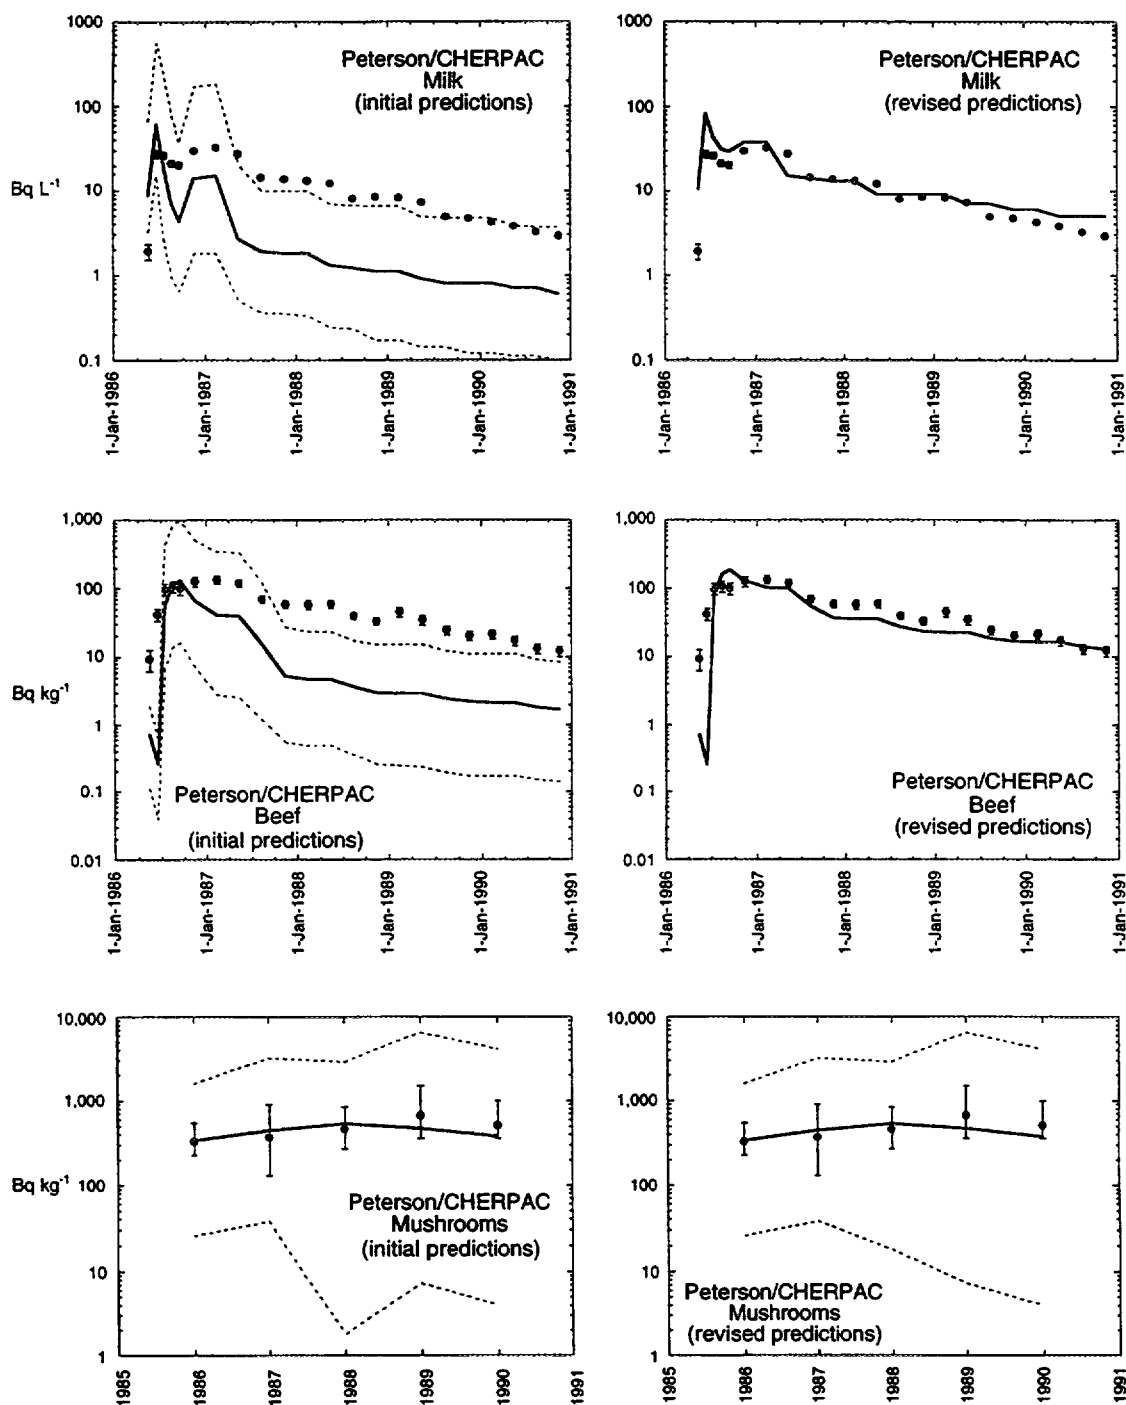 Peterson/CHERPAC
Milk
(initial predictions)
Bq L⁻¹
1000
100
10
1
0.1
1-Jan-1986
1-Jan-1987
1-Jan-1988
1-Jan-1989
1-Jan-1990
1-Jan-1991
Peterson/CHERPAC
Milk
(revised predictions)
1000
100
10
1
0.1
1-Jan-1986
1-Jan-1987
1-Jan-1988
1-Jan-1989
1-Jan-1990
1-Jan-1991
Peterson/CHERPAC
Beef
(initial predictions)
Bq kg⁻¹
1,000
100
10
1
0.1
0.01
1-Jan-1986
1-Jan-1987
1-Jan-1988
1-Jan-1989
1-Jan-1990
1-Jan-1991
Peterson/CHERPAC
Beef
(revised predictions)
1,000
100
10
1
0.1
0.01
1-Jan-1986
1-Jan-1987
1-Jan-1988
1-Jan-1989
1-Jan-1990
1-Jan-1991
Peterson/CHERPAC
Mushrooms
(initial predictions)
Bq kg⁻¹
10,000
1,000
100
10
1
1985
1986
1987
1988
1989
1990
1991
Peterson/CHERPAC
Mushrooms
(revised predictions)
10,000
1,000
100
10
1
1985
1986
1987
1988
1989
1990
1991